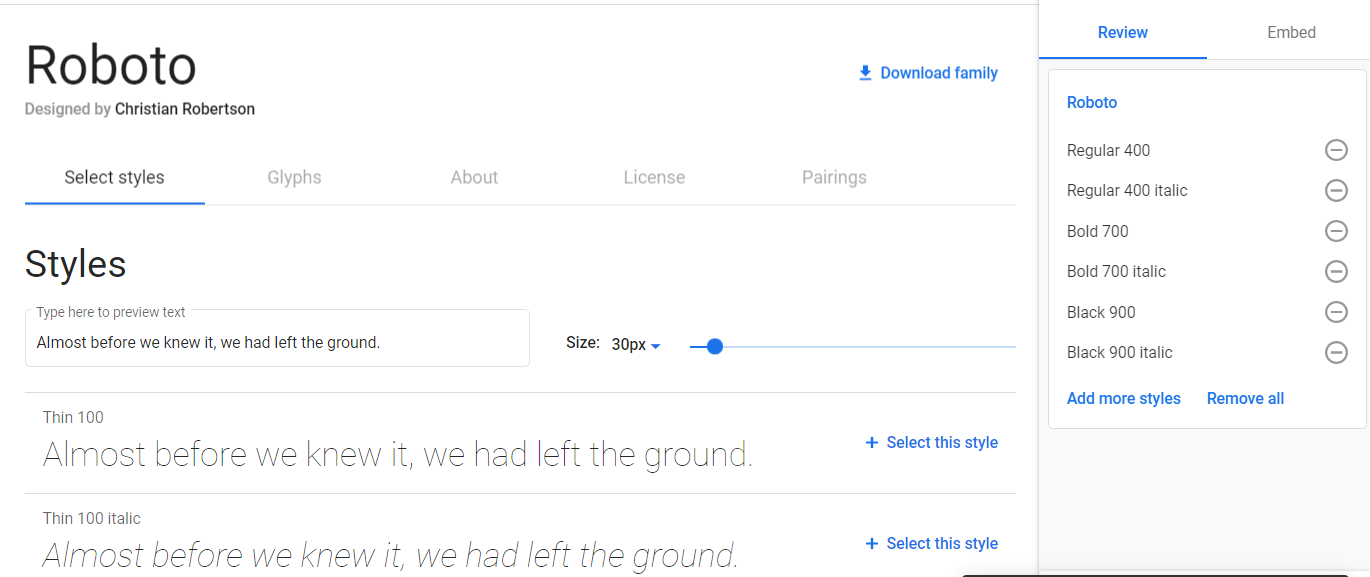 Roboto
Designed by Christian Robertson
Download family
Select styles
Glyphs
About
License
Pairings
Styles
Type here to preview text
Almost before we knew it, we had left the ground.
Size: 30px
Thin 100
Almost before we knew it, we had left the ground.
+ Select this style
Thin 100 italic
Almost before we knew it, we had left the ground.
+ Select this style
Review
Embed
Roboto
Regular 400
Regular 400 italic
Bold 700
Bold 700 italic
Black 900
Black 900 italic
Add more styles
Remove all